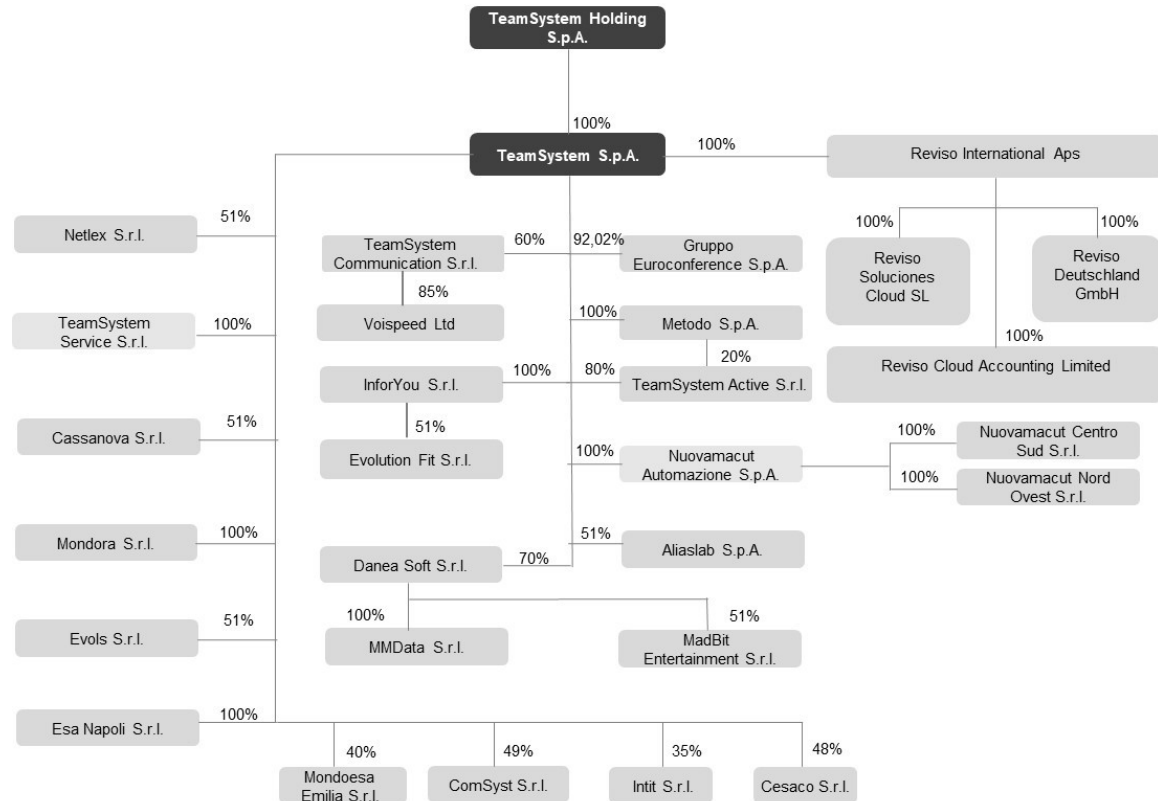 TeamSystem Holding
S.p.A.
100%
TeamSystem S.p.A.
100%
Reviso International Aps
51%
Netlex S.r.l.
TeamSystem
Communication S.r.l.
60%
92,02%
Gruppo
Euroconference S.p.A.
100%
Reviso
Soluciones
Cloud SL
100%
Reviso
Deutschland
GmbH
85%
Voispeed Ltd
TeamSystem
Service S.r.l.
100%
100%
Metodo S.p.A.
20%
100%
Reviso Cloud Accounting Limited
InforYou S.r.l.
100%
80%
TeamSystem Active S.r.l.
51%
Evolution Fit S.r.l.
Cassanova S.r.l.
51%
100%
Nuovamacut
Automazione S.p.A.
100%
Nuovamacut Centro
Sud S.r.l.
100%
Nuovamacut Nord
Ovest S.r.l.
Mondora S.r.l.
100%
Danea Soft S.r.l.
70%
51%
Aliaslab S.p.A.
100%
MMData S.r.l.
51%
MadBit
Entertainment S.r.l.
Evols S.r.l.
51%
Esa Napoli S.r.l.
100%
40%
Mondoesa
Emilia S.r.l.
49%
ComSyst S.r.l.
35%
Intit S.r.l.
48%
Cesaco S.r.l.